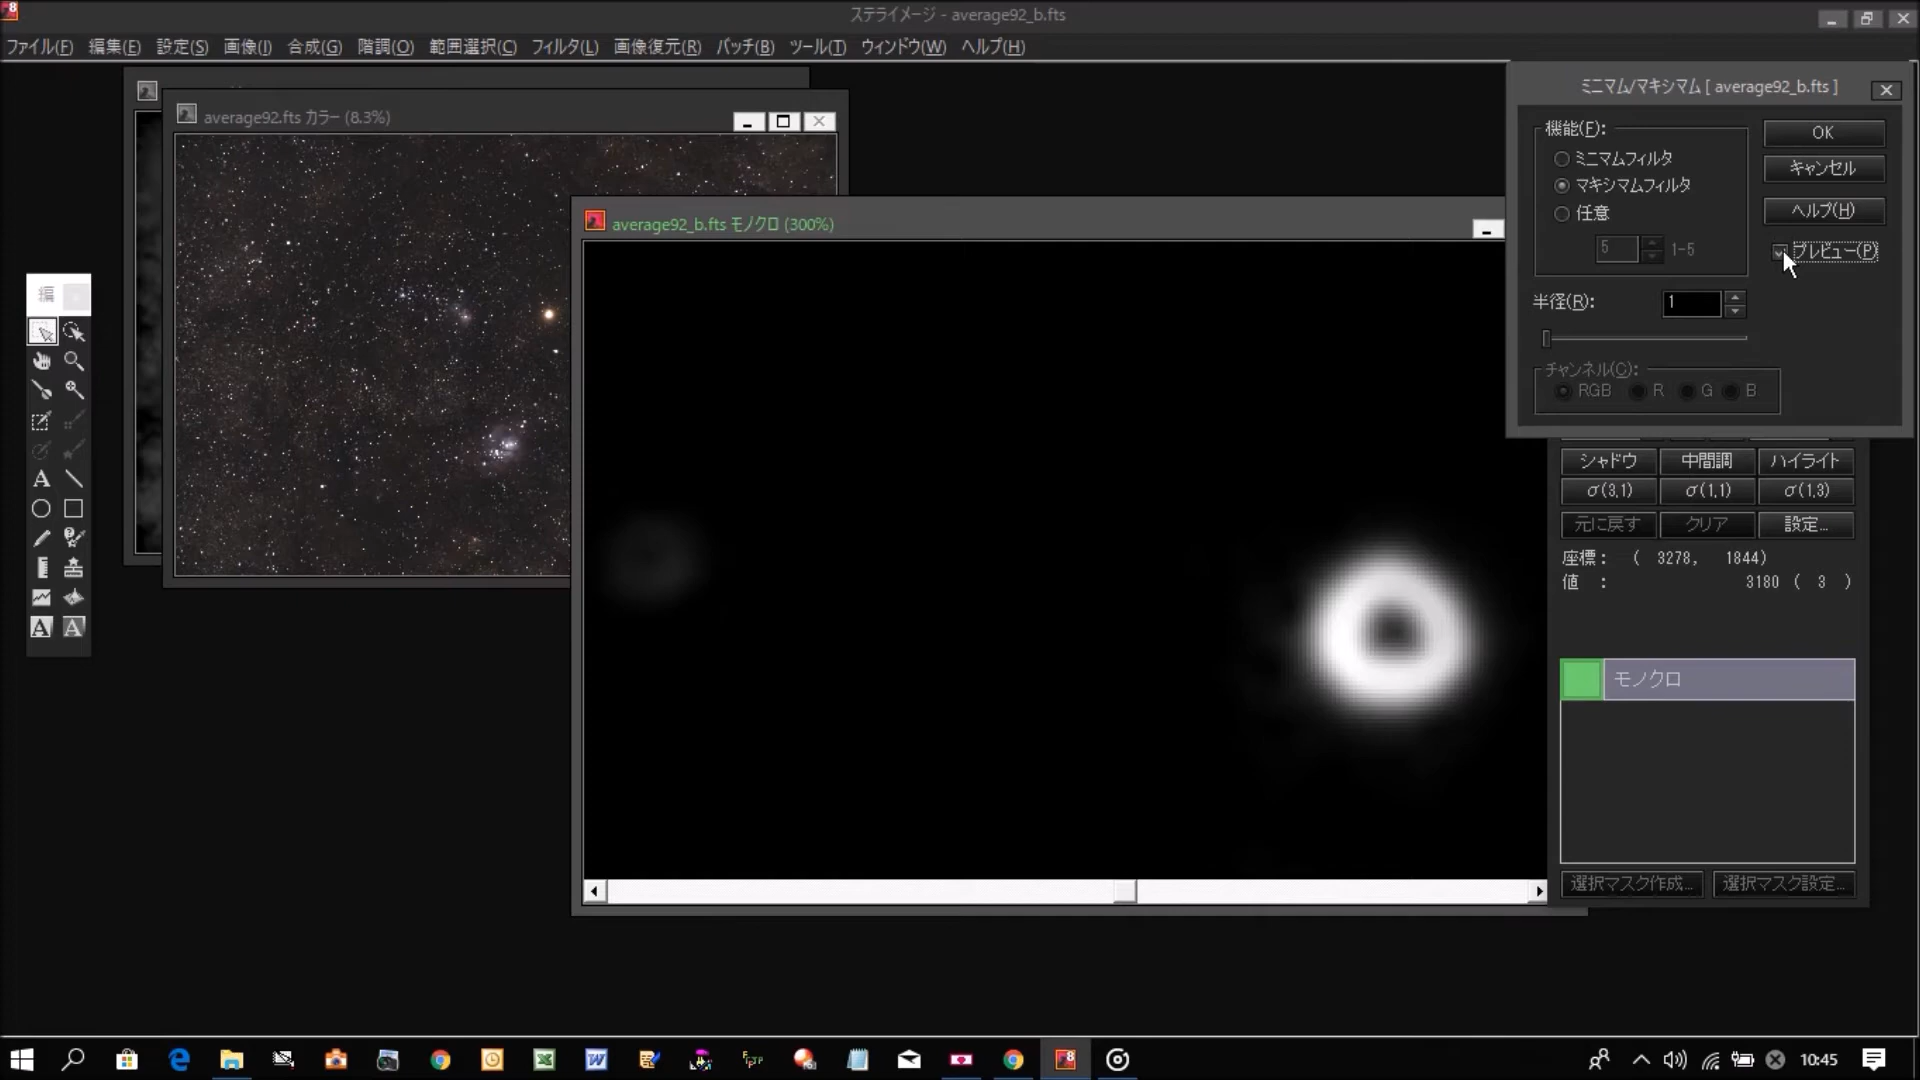 ステライメージ - average92_b.fts
ファイル(F) 編集(E) 設定(S) 画像(I) 合成(G) 階調(O) 範囲選択(C) フィルタ(L) 画像復元(R) バッチ(B) ツール(T) ウィンドウ(W) ヘルプ(H)
average92.fts カラー (8.3%)
average92_b.fts モノクロ (300%)
ミニマム/マキシマム [ average92_b.fts ]
機能(F):
ミニマムフィルタ
マキシマムフィルタ
任意
5
1-5
OK
キャンセル
ヘルプ(H)
プレビュー(P)
半径(R):
1
チャンネル(C):
RGB R G B
シャドウ 中間調 ハイライト
σ(3,1) σ(1,1) σ(1,3)
元に戻す クリア 設定...
座標: ( 3278, 1844)
値 : 3180 ( 3 )
モノクロ
選択マスク作成... 選択マスク設定...
10:45